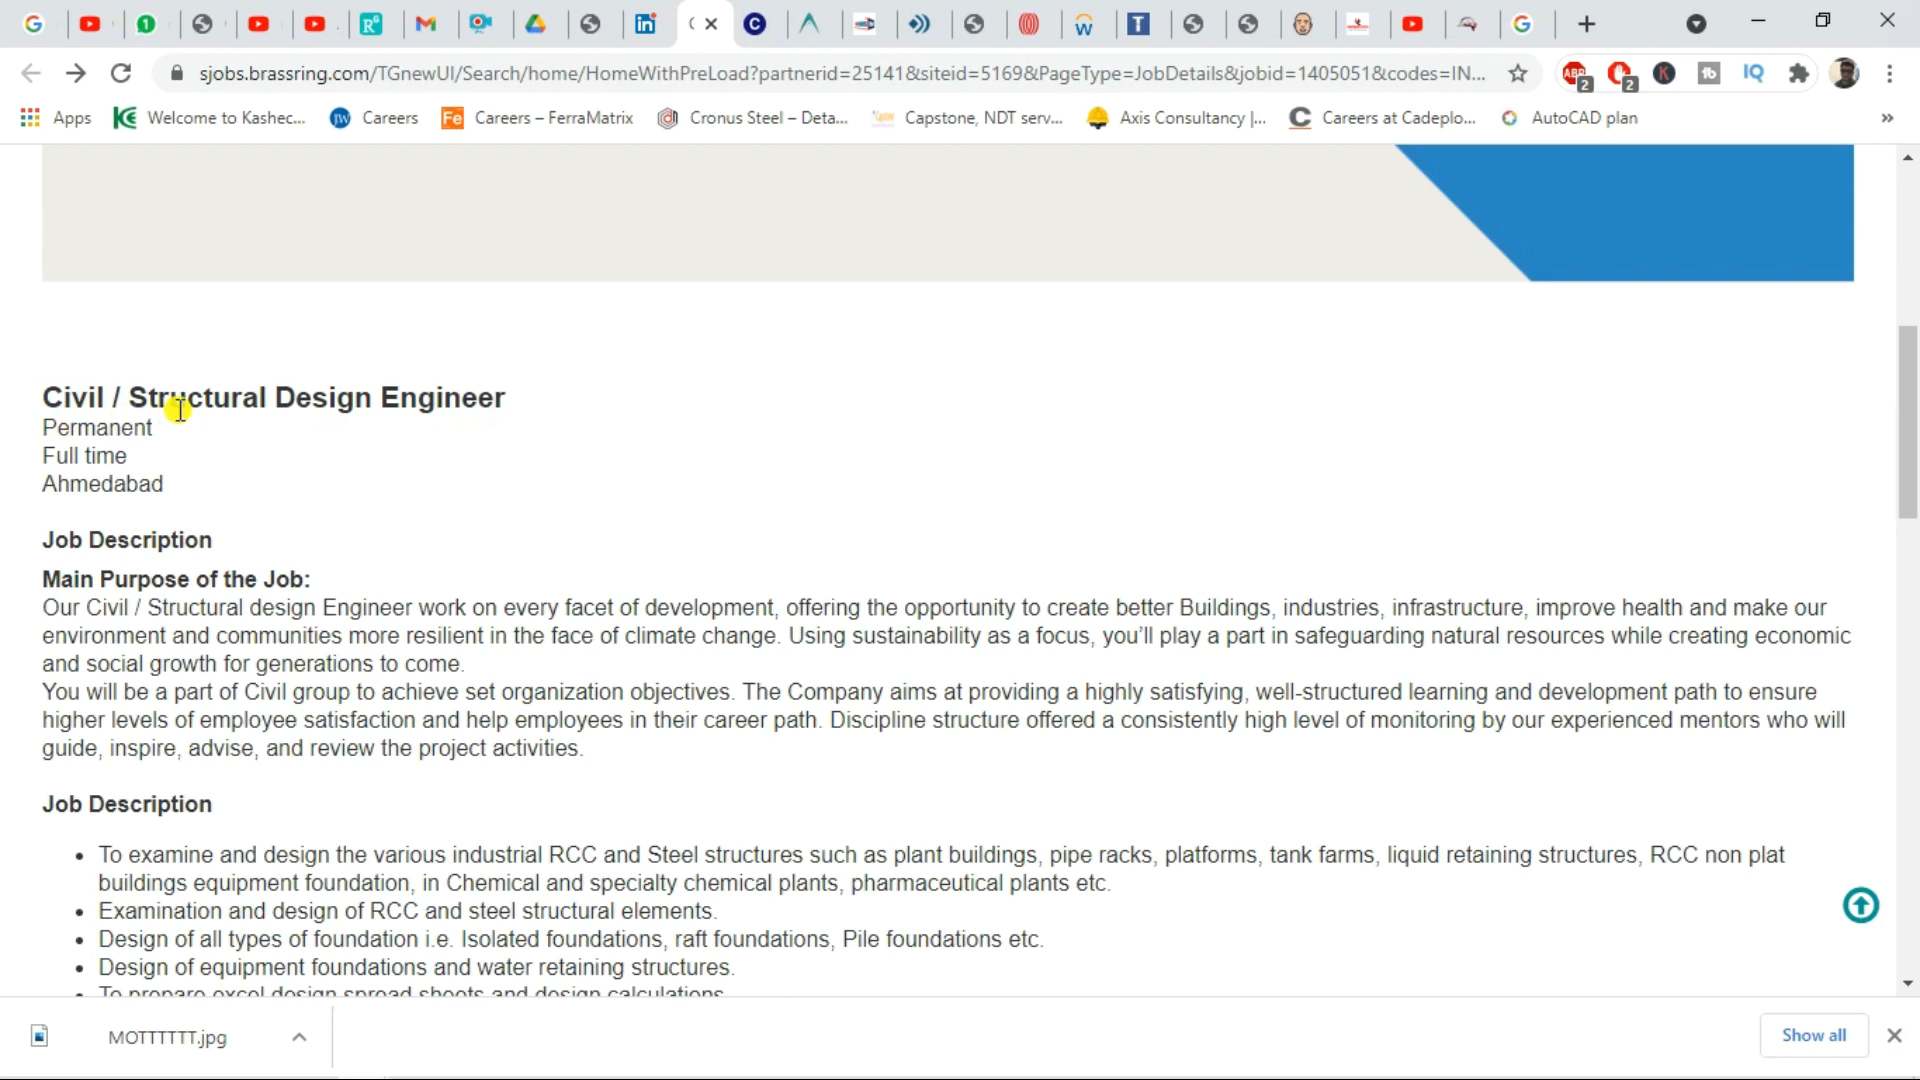 sjobs.brassring.com/TGnewUI/Search/home/HomeWithPreLoad?partnerid=25141&siteid=5169&PageType=JobDetails&jobid=1405051&codes=IN...
Apps Welcome to Kashec... Careers Careers – FerraMatrix Cronus Steel – Deta... Capstone, NDT serv... Axis Consultancy |... Careers at Cadeplo... AutoCAD plan »
Civil / Structural Design Engineer
Permanent
Full time
Ahmedabad
Job Description
Main Purpose of the Job:
Our Civil / Structural design Engineer work on every facet of development, offering the opportunity to create better Buildings, industries, infrastructure, improve health and make our
environment and communities more resilient in the face of climate change. Using sustainability as a focus, you’ll play a part in safeguarding natural resources while creating economic
and social growth for generations to come.
You will be a part of Civil group to achieve set organization objectives. The Company aims at providing a highly satisfying, well-structured learning and development path to ensure
higher levels of employee satisfaction and help employees in their career path. Discipline structure offered a consistently high level of monitoring by our experienced mentors who will
guide, inspire, advise, and review the project activities.
Job Description
• To examine and design the various industrial RCC and Steel structures such as plant buildings, pipe racks, platforms, tank farms, liquid retaining structures, RCC non plat
buildings equipment foundation, in Chemical and specialty chemical plants, pharmaceutical plants etc.
• Examination and design of RCC and steel structural elements.
• Design of all types of foundation i.e. Isolated foundations, raft foundations, Pile foundations etc.
• Design of equipment foundations and water retaining structures.
• To prepare excel design spread sheets and design calculations
MOTTTTTT.jpg
Show all